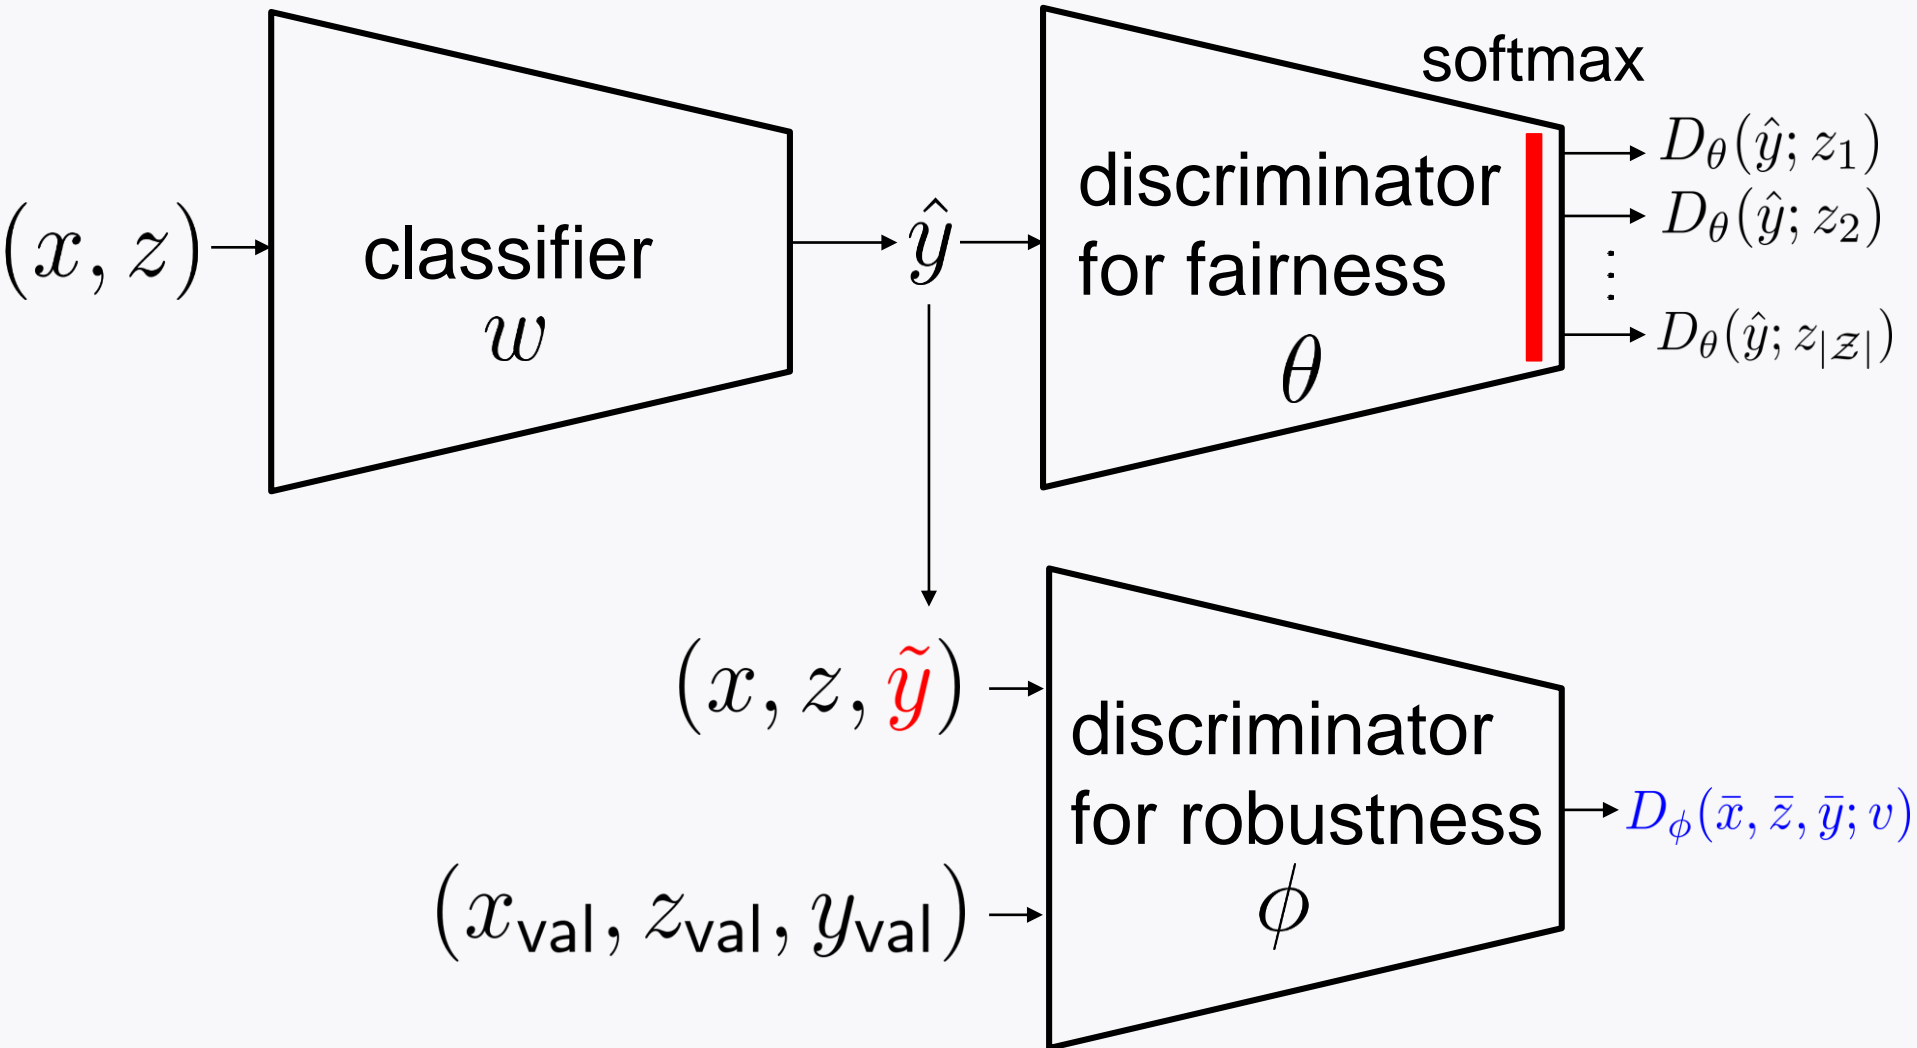 softmax
(x, z)
classifier
w
ŷ
discriminator
for fairness
θ
D_θ(ŷ; z_1)
D_θ(ŷ; z_2)
⋮
D_θ(ŷ; z_{|𝒵|})
(x, z, ỹ)
discriminator
for robustness
ϕ
D_ϕ(x̄, z̄, ȳ; v)
(x_val, z_val, y_val)